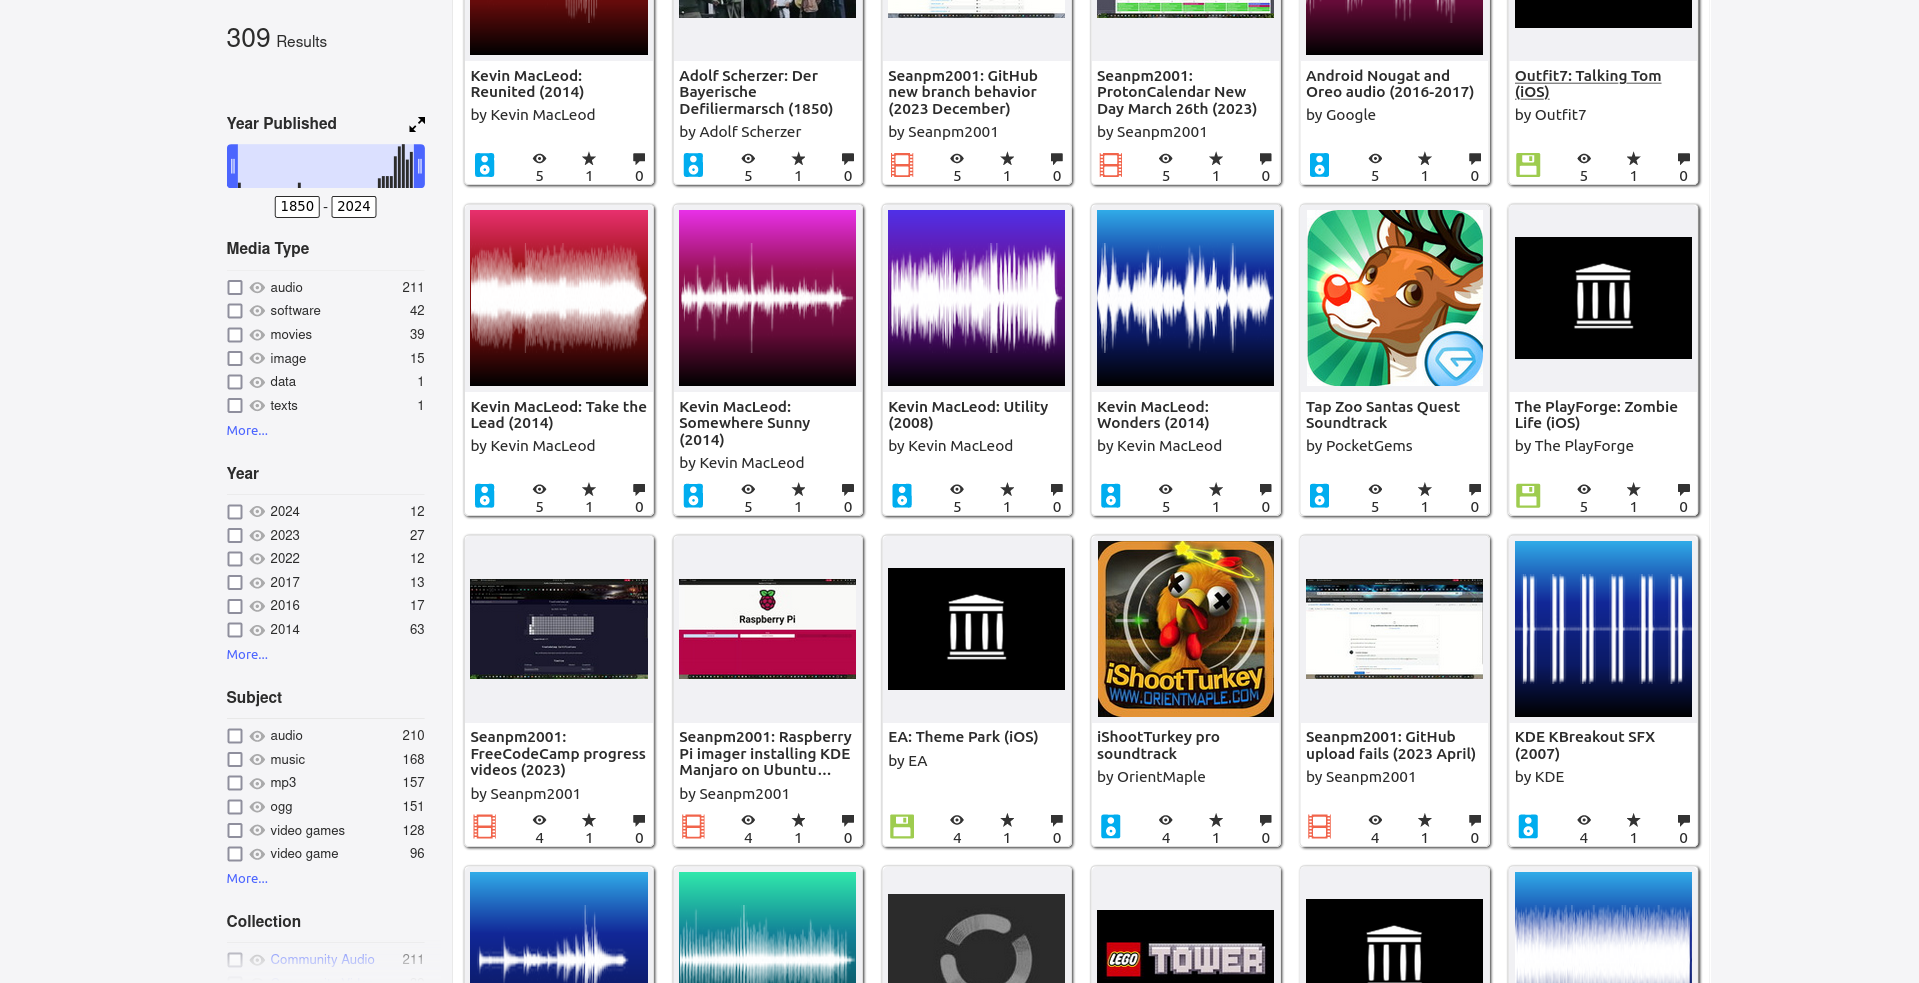 309 Results
Year Published
1850 - 2024
Media Type
audio 211
software 42
movies 39
image 15
data 1
texts 1
More...
Year
2024 12
2023 27
2022 12
2017 13
2016 17
2014 63
More...
Subject
audio 210
music 168
mp3 157
ogg 151
video games 128
video game 96
More...
Collection
Community Audio 211
Kevin MacLeod:
Reunited (2014)
by Kevin MacLeod
5 1 0
Adolf Scherzer: Der
Bayerische
Defiliermarsch (1850)
by Adolf Scherzer
5 1 0
Seanpm2001: GitHub
new branch behavior
(2023 December)
by Seanpm2001
5 1 0
Seanpm2001:
ProtonCalendar New
Day March 26th (2023)
by Seanpm2001
5 1 0
Android Nougat and
Oreo audio (2016-2017)
by Google
5 1 0
Outfit7: Talking Tom
(iOS)
by Outfit7
5 1 0
Kevin MacLeod: Take the
Lead (2014)
by Kevin MacLeod
5 1 0
Kevin MacLeod:
Somewhere Sunny
(2014)
by Kevin MacLeod
5 1 0
Kevin MacLeod: Utility
(2008)
by Kevin MacLeod
5 1 0
Kevin MacLeod:
Wonders (2014)
by Kevin MacLeod
5 1 0
Tap Zoo Santas Quest
Soundtrack
by PocketGems
5 1 0
The PlayForge: Zombie
Life (iOS)
by The PlayForge
5 1 0
Seanpm2001:
FreeCodeCamp progress
videos (2023)
by Seanpm2001
4 1 0
Raspberry Pi
Seanpm2001: Raspberry
Pi imager installing KDE
Manjaro on Ubuntu...
by Seanpm2001
4 1 0
EA: Theme Park (iOS)
by EA
4 1 0
iShootTurkey
WWW.ORIENTMAPLE.COM
iShootTurkey pro
soundtrack
by OrientMaple
4 1 0
Seanpm2001: GitHub
upload fails (2023 April)
by Seanpm2001
4 1 0
KDE KBreakout SFX
(2007)
by KDE
4 1 0
LEGO TOWER